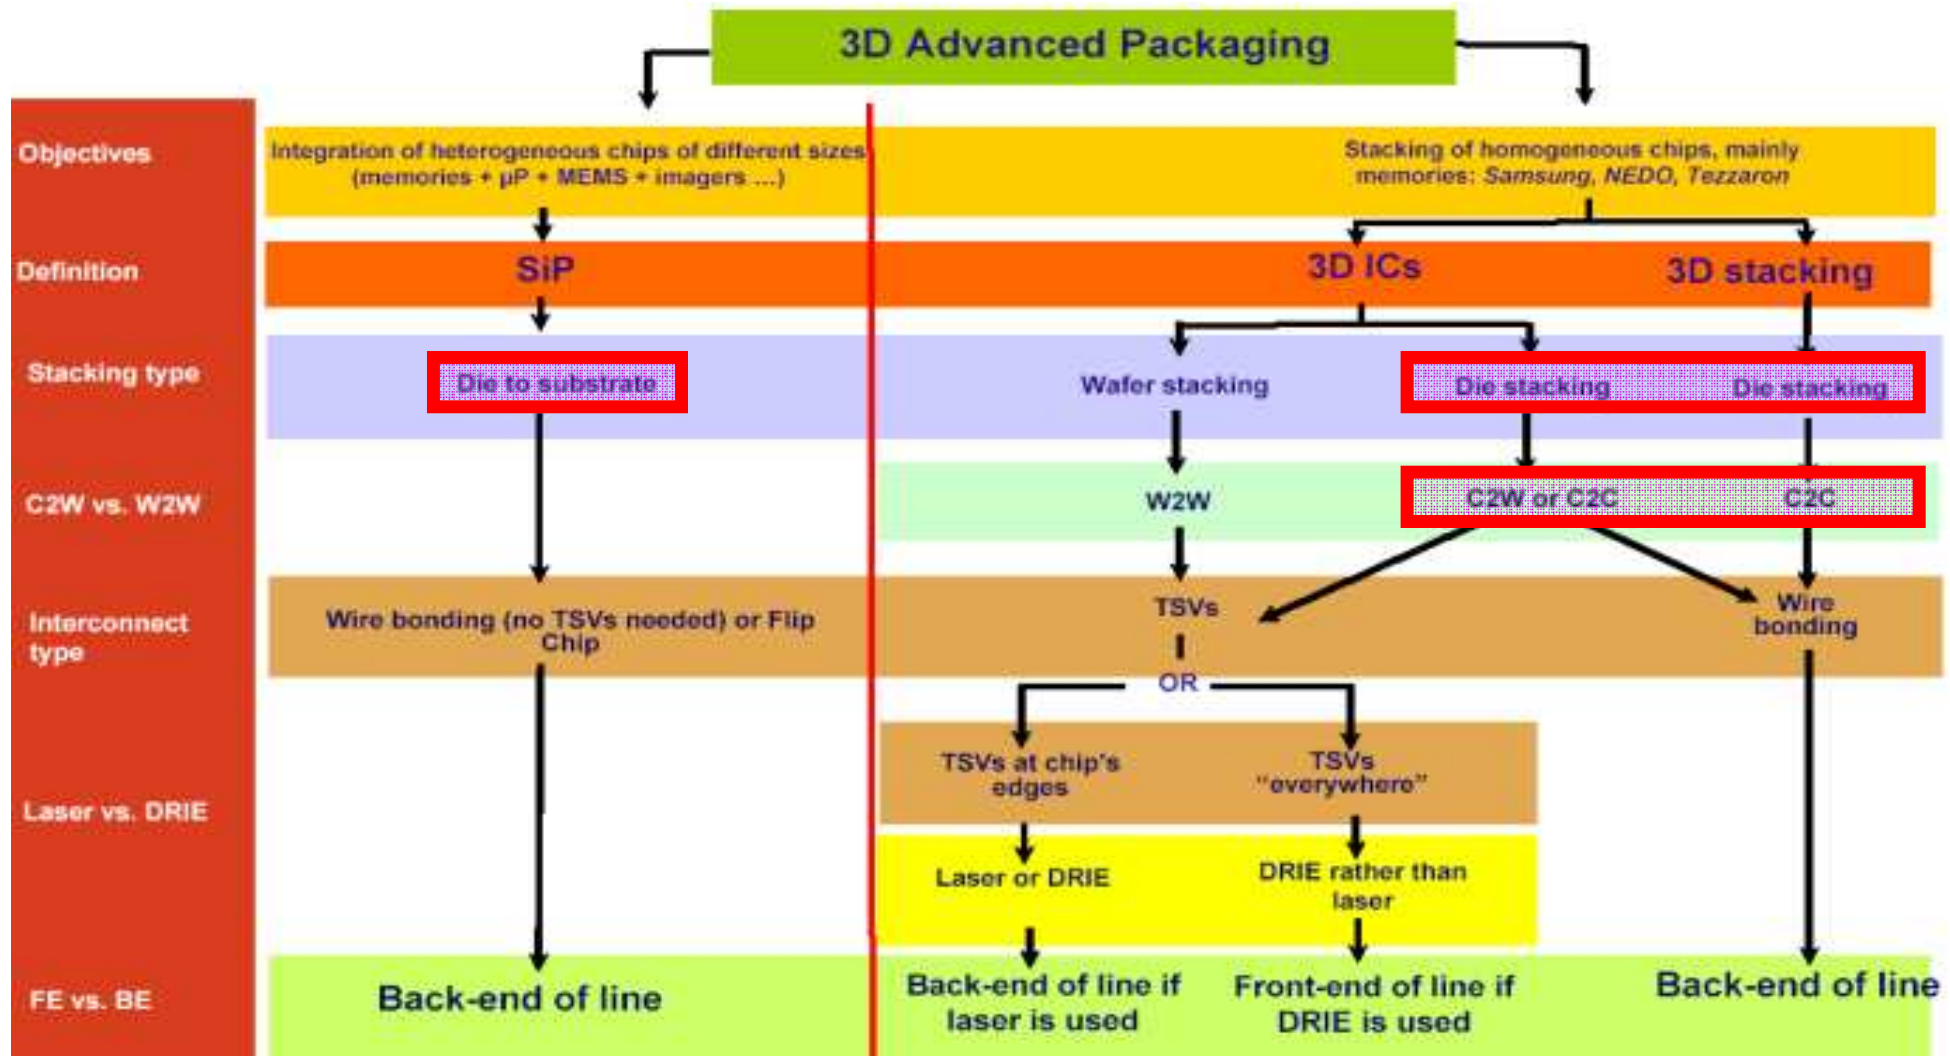 3D Advanced Packaging
Objectives
Integration of heterogeneous chips of different sizes
(memories + µP + MEMS + imagers ...)
Stacking of homogeneous chips, mainly
memories: Samsung, NEDO, Tezzaron
Definition
SiP
3D ICs
3D stacking
Stacking type
Die to substrate
Wafer stacking
Die stacking
Die stacking
C2W vs. W2W
W2W
C2W or C2C
C2C
Interconnect
type
Wire bonding (no TSVs needed) or Flip
Chip
TSVs
Wire
bonding
OR
Laser vs. DRIE
TSVs at chip's
edges
TSVs
“everywhere”
Laser or DRIE
DRIE rather than
laser
FE vs. BE
Back-end of line
Back-end of line if
laser is used
Front-end of line if
DRIE is used
Back-end of line